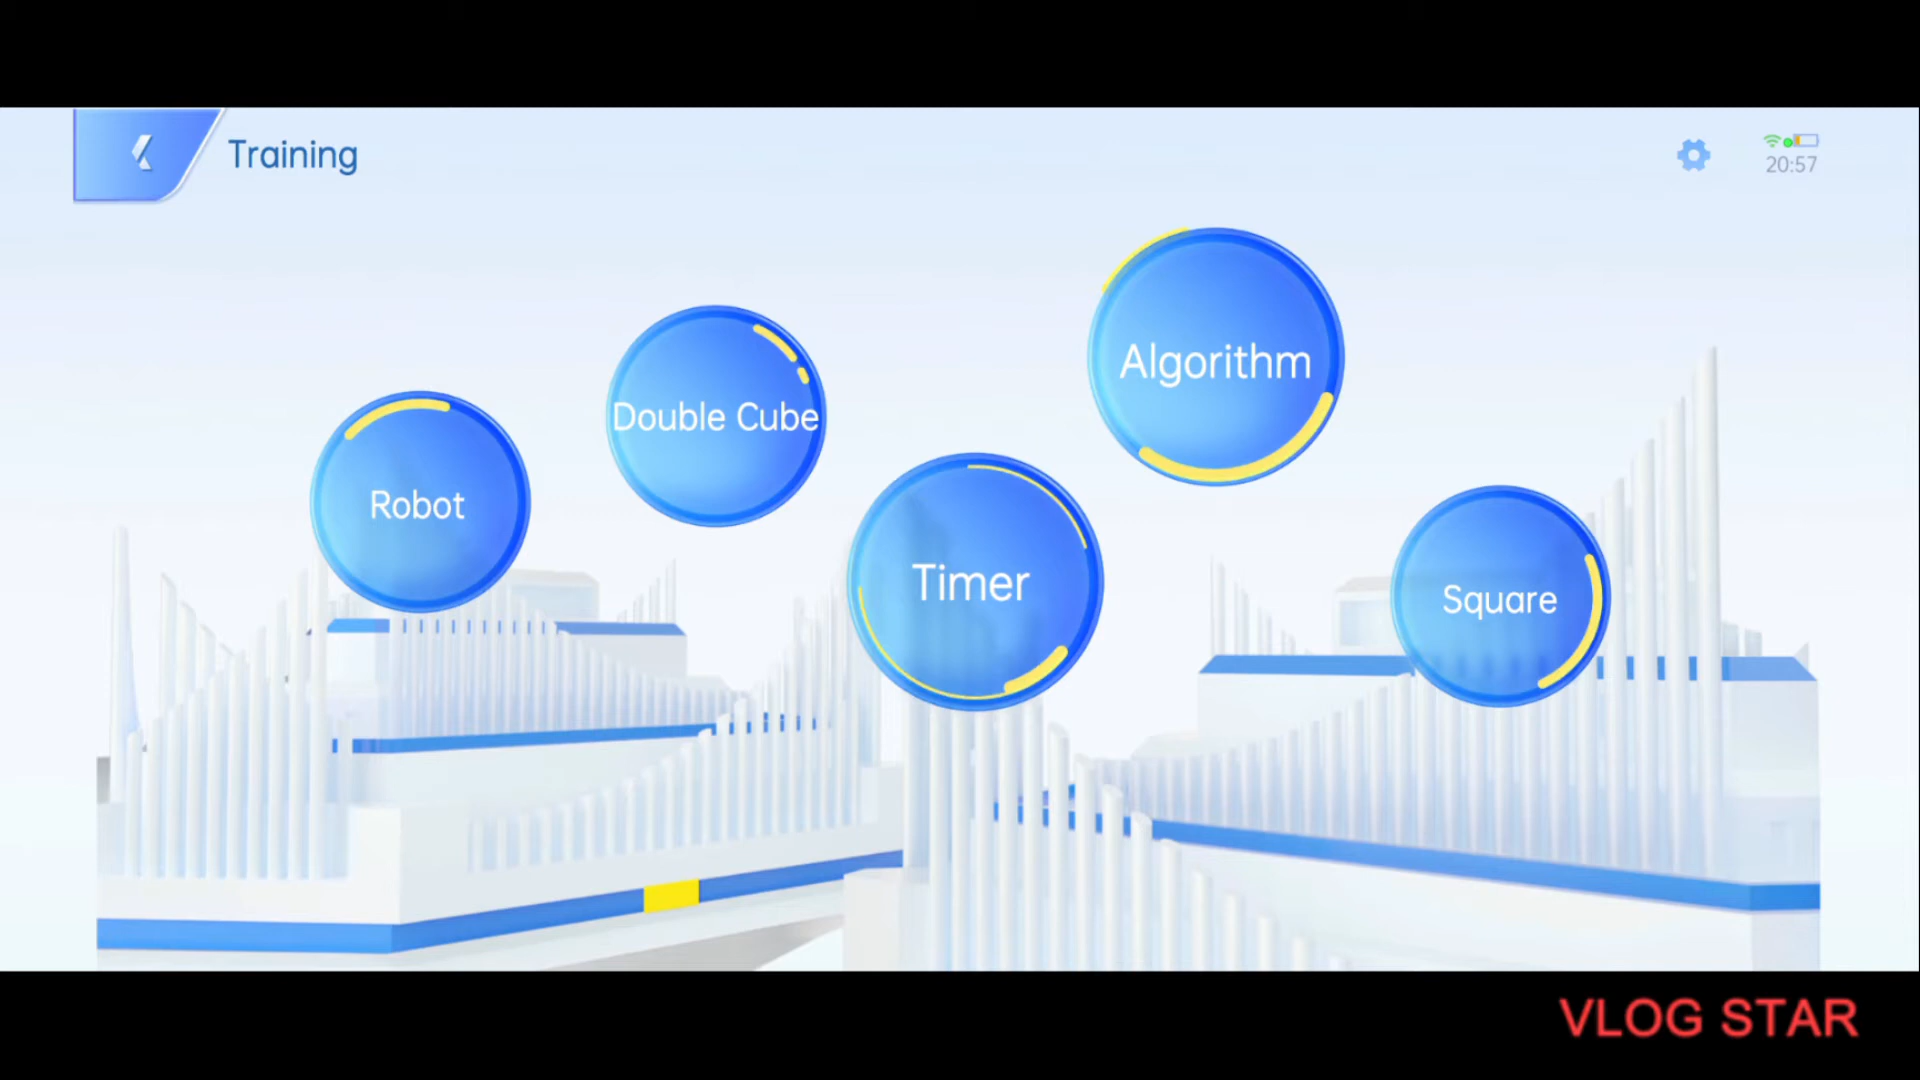 Training
20:57
Algorithm
Double Cube
Robot
Timer
Square
VLOG STAR